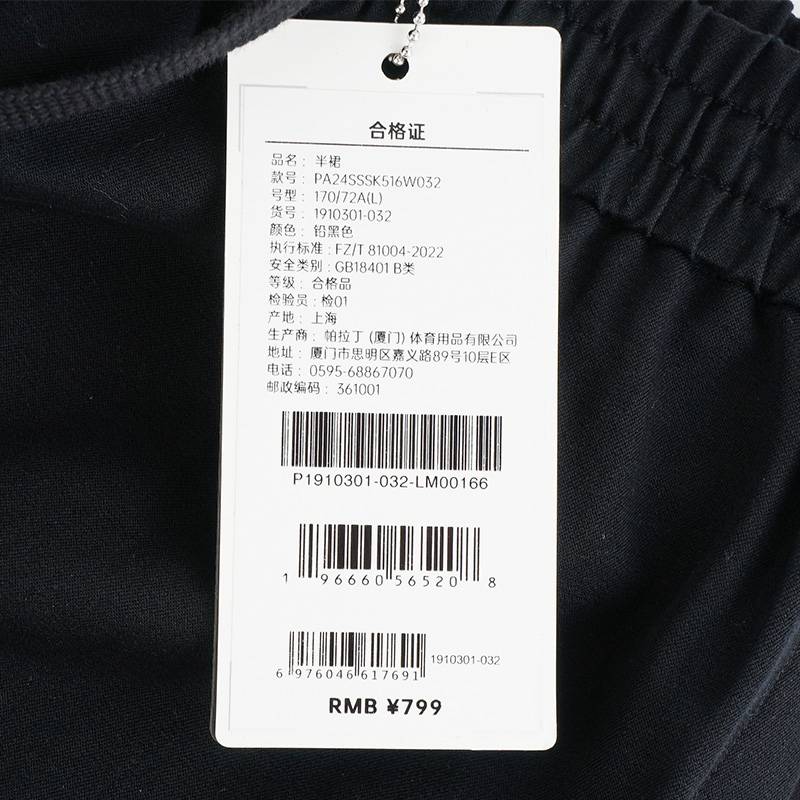 合格证
品名：半裙
款号：PA24SSSK516W032
号型：170/72A(L)
货号：1910301-032
颜色：铅黑色
执行标准：FZ/T 81004-2022
安全类别：GB18401 B类
等级：合格品
检验员：检01
产地：上海
生产商：帕拉丁(厦门)体育用品有限公司
地址：厦门市思明区嘉义路89号10层E区
电话：0595-68867070
邮政编码：361001
P1910301-032-LM00166
1 96660 56520 8
1910301-032
6 976046 617691
RMB ¥799